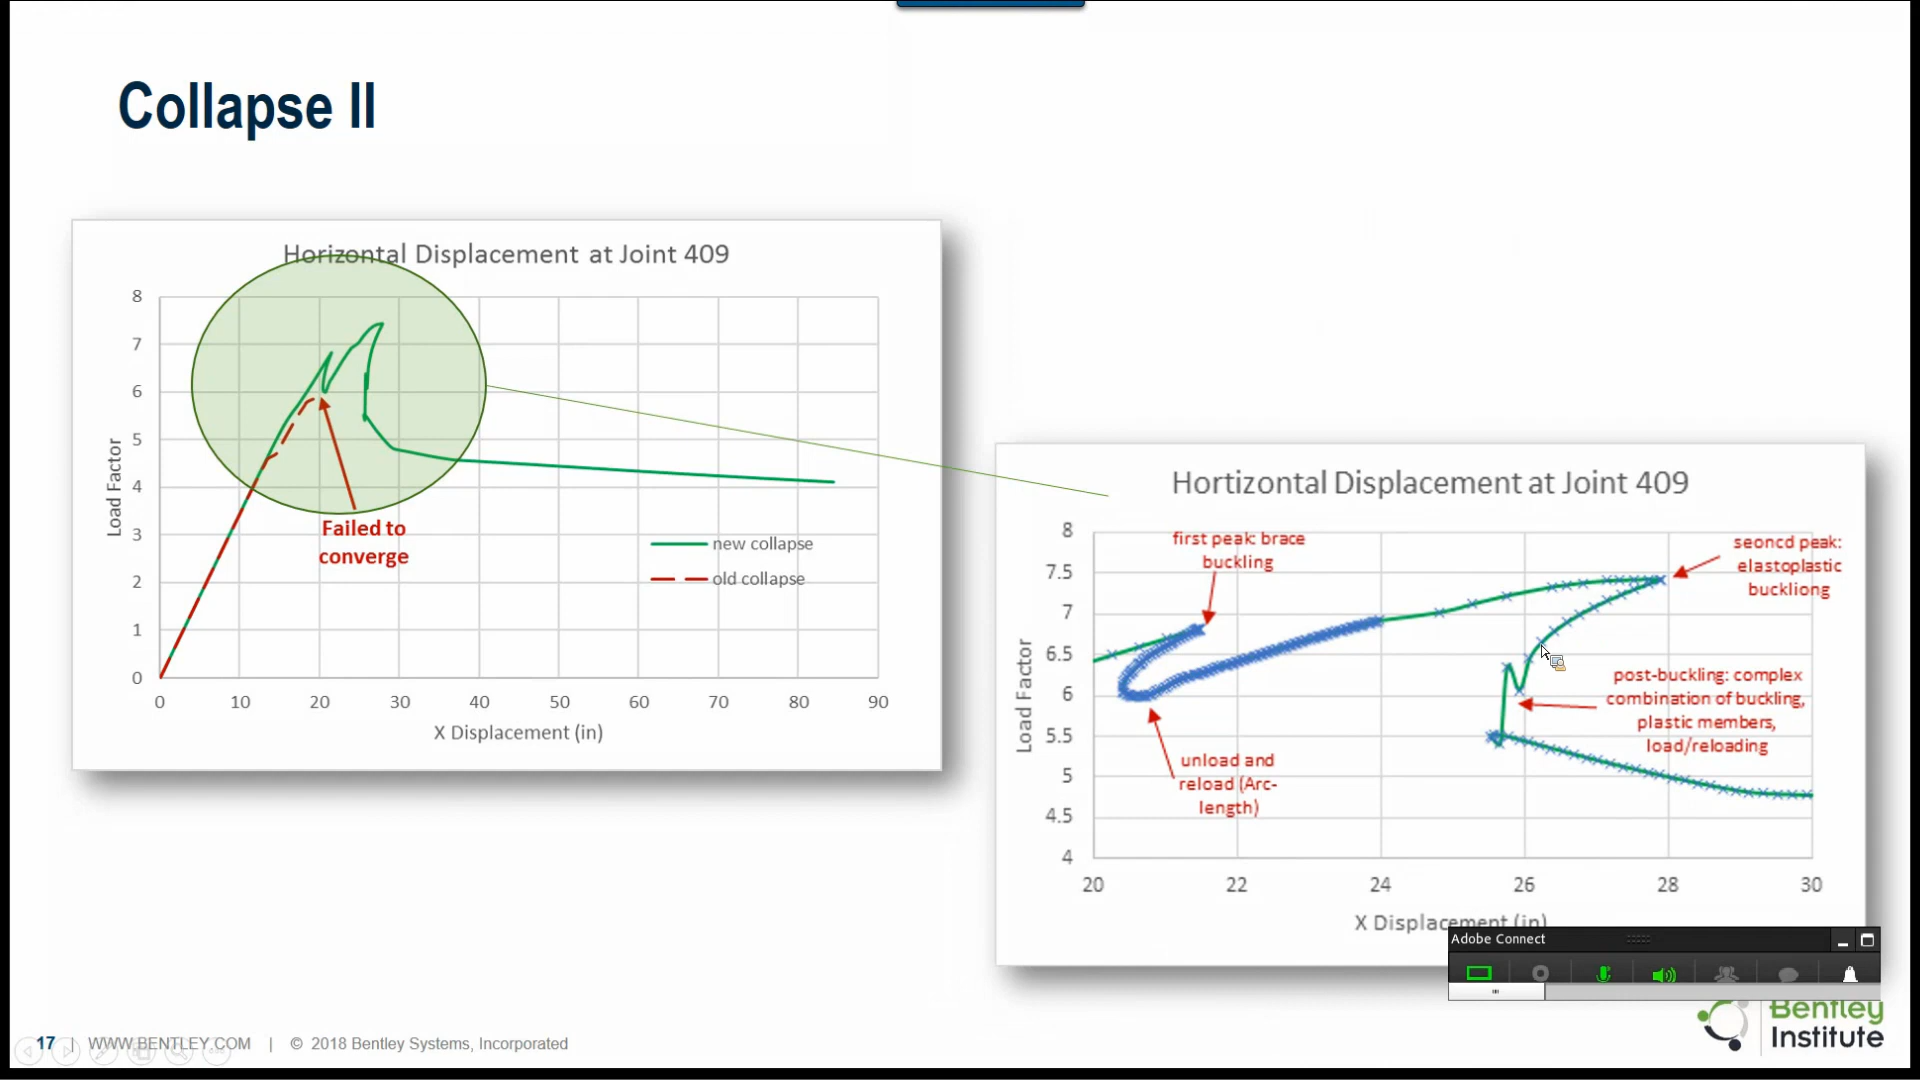 Collapse II
Horizontal Displacement at Joint 409
8
7
6
5
4
3
2
1
0
Load Factor
0 10 20 30 40 50 60 70 80 90
X Displacement (in)
Failed to
converge
new collapse
old collapse
Hortizontal Displacement at Joint 409
8
7.5
7
6.5
6
5.5
5
4.5
4
Load Factor
20 22 24 26 28 30
X Displacement (in)
first peak: brace
buckling
seoncd peak:
elastoplastic
buckliong
unload and
reload (Arc-
length)
post-buckling: complex
combination of buckling,
plastic members,
load/reloading
Adobe Connect
17 | WWW.BENTLEY.COM | © 2018 Bentley Systems, Incorporated
Bentley
Institute